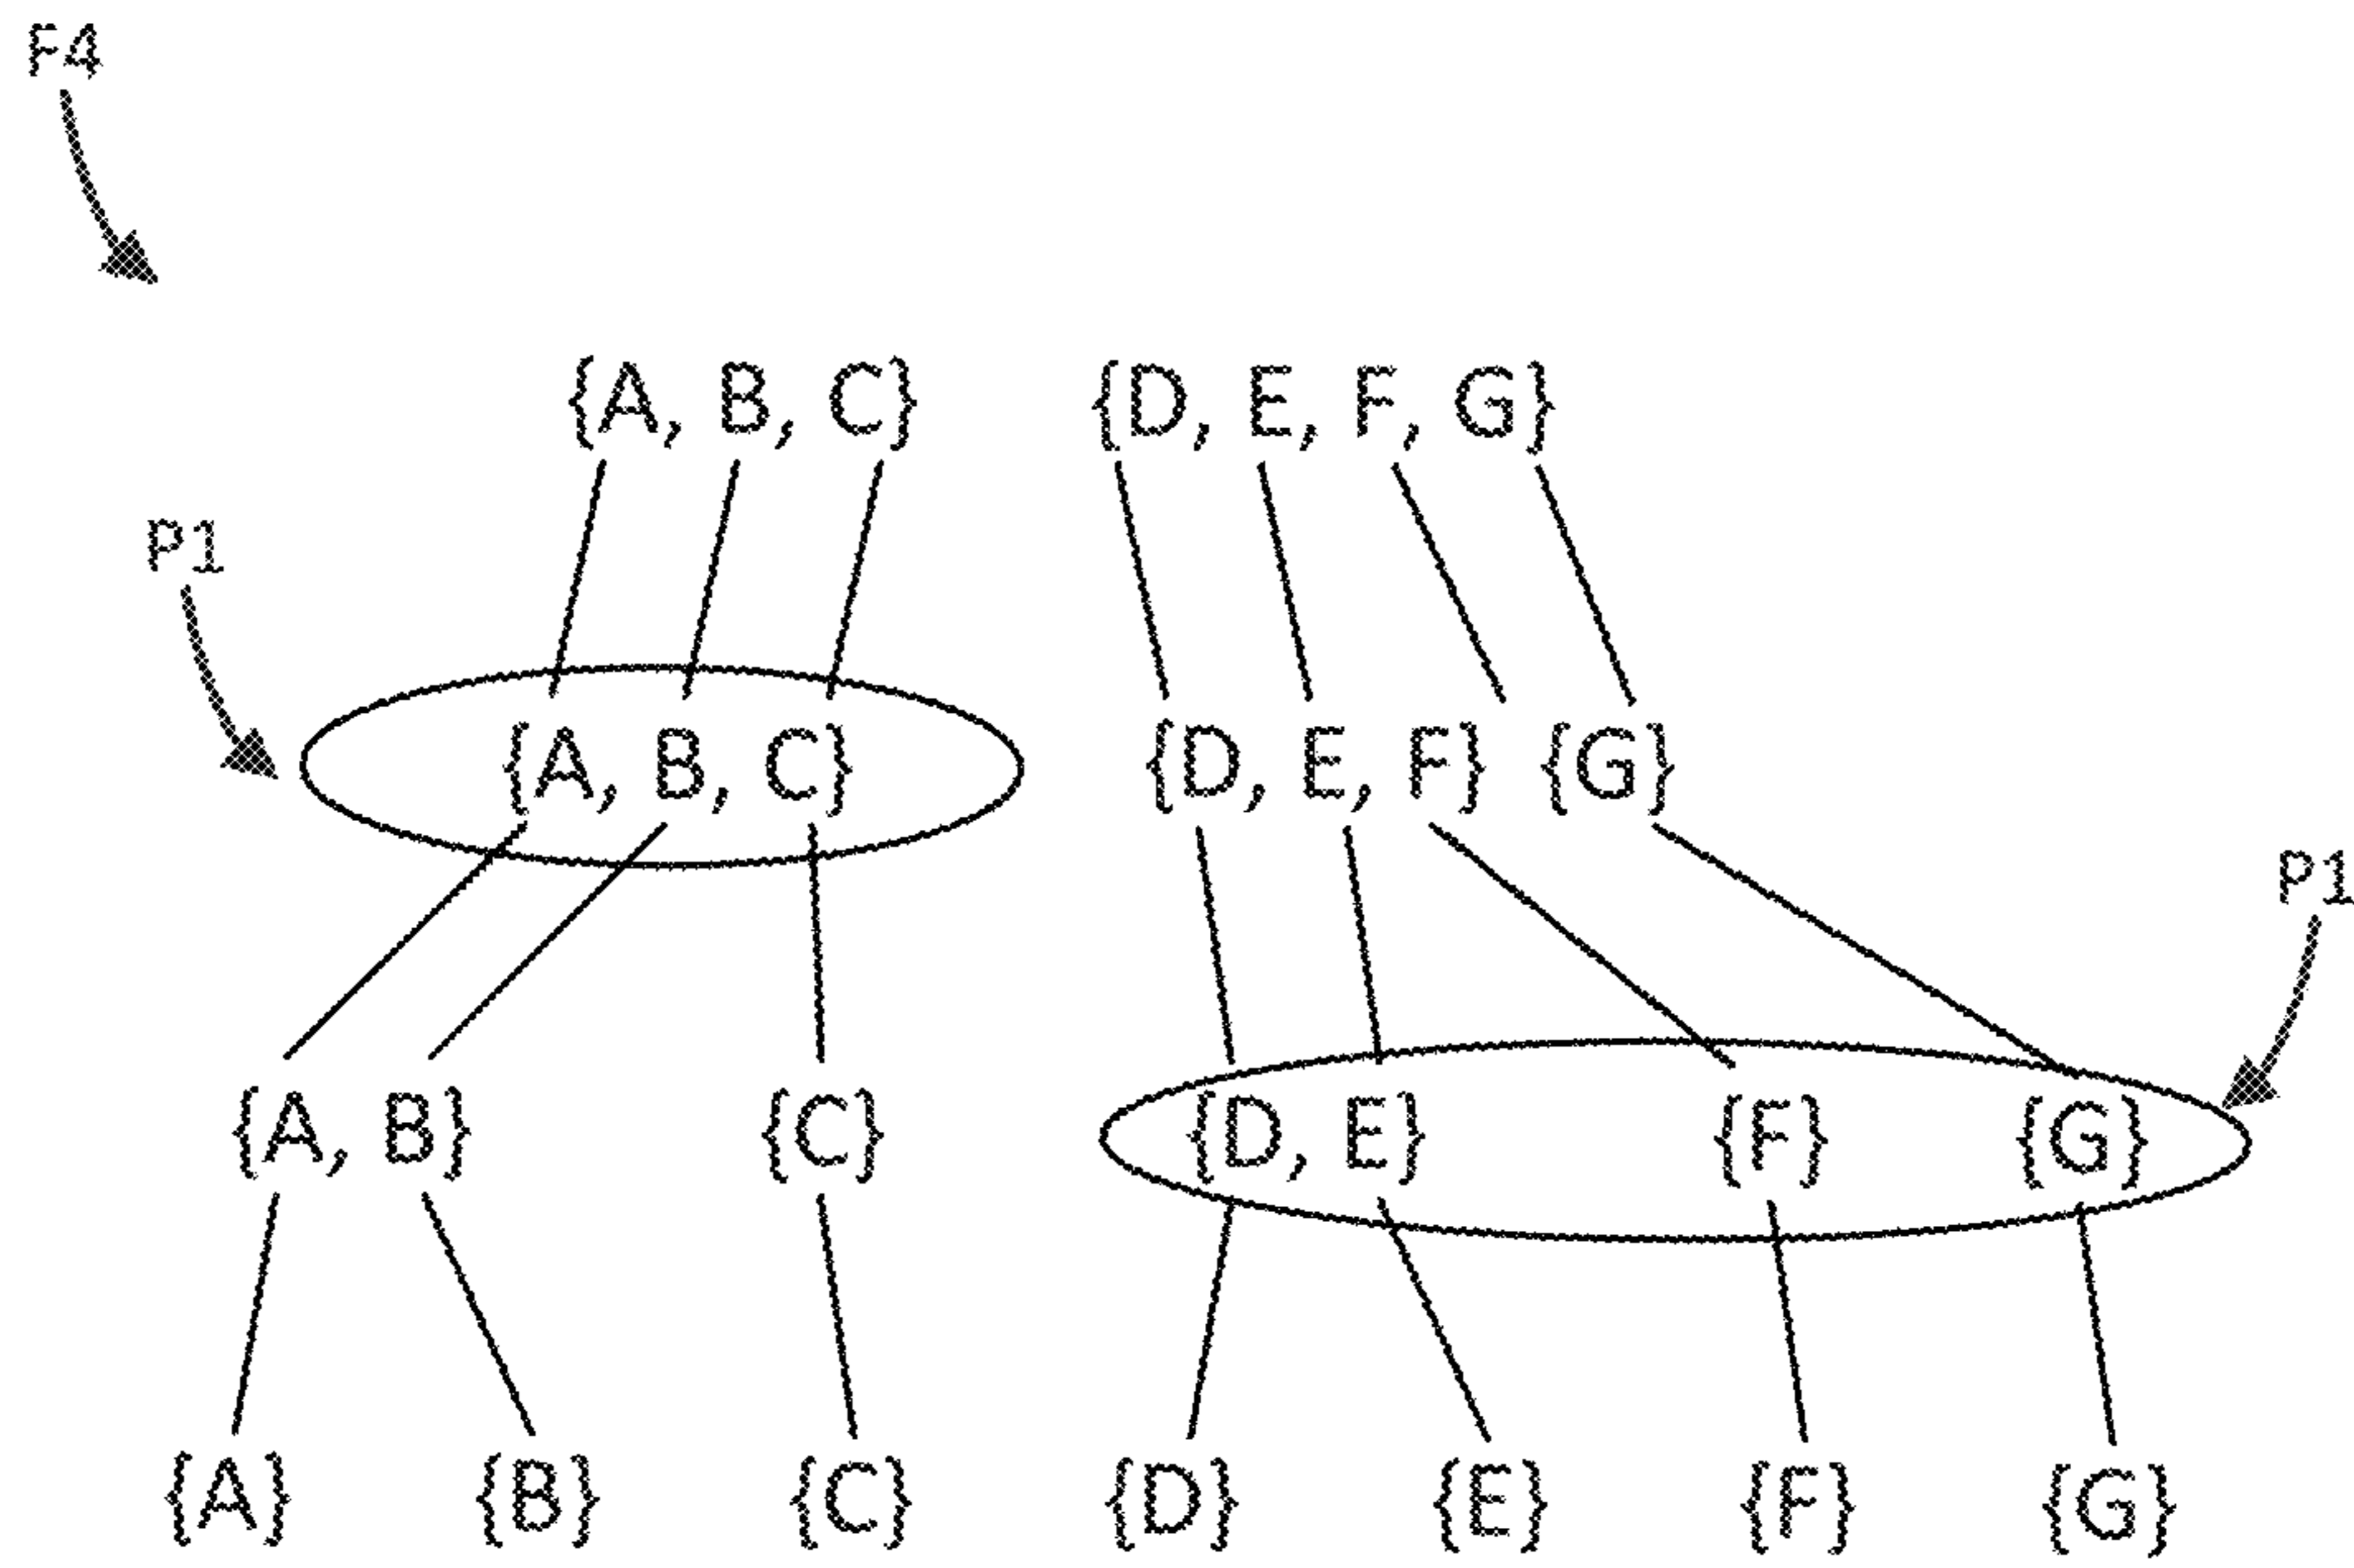 F4
{A, B, C} {D, E, F, G}
P1
{A, B, C} {D, E, F} {G}
P1
{A, B} {C} {D, E} {F} {G}
{A} {B} {C} {D} {E} {F} {G}